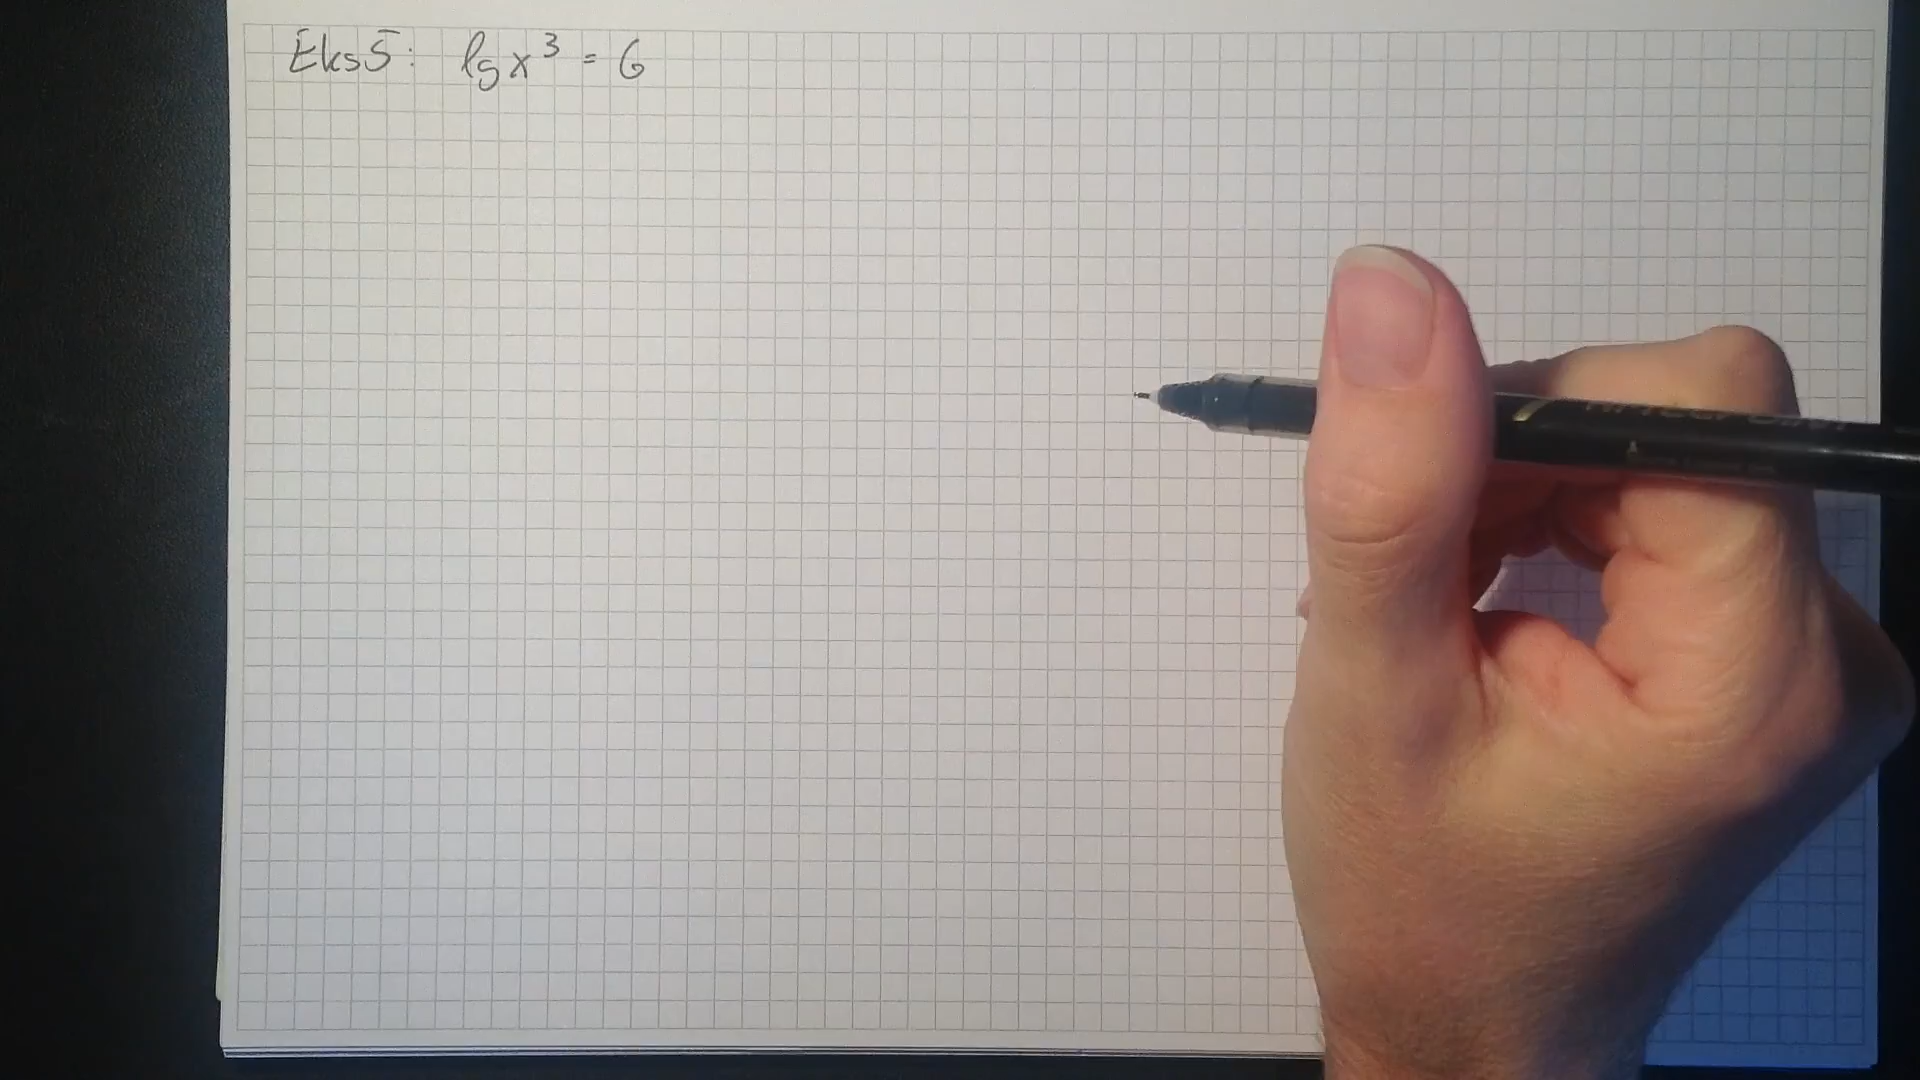 Eks5: lg x³ = 6